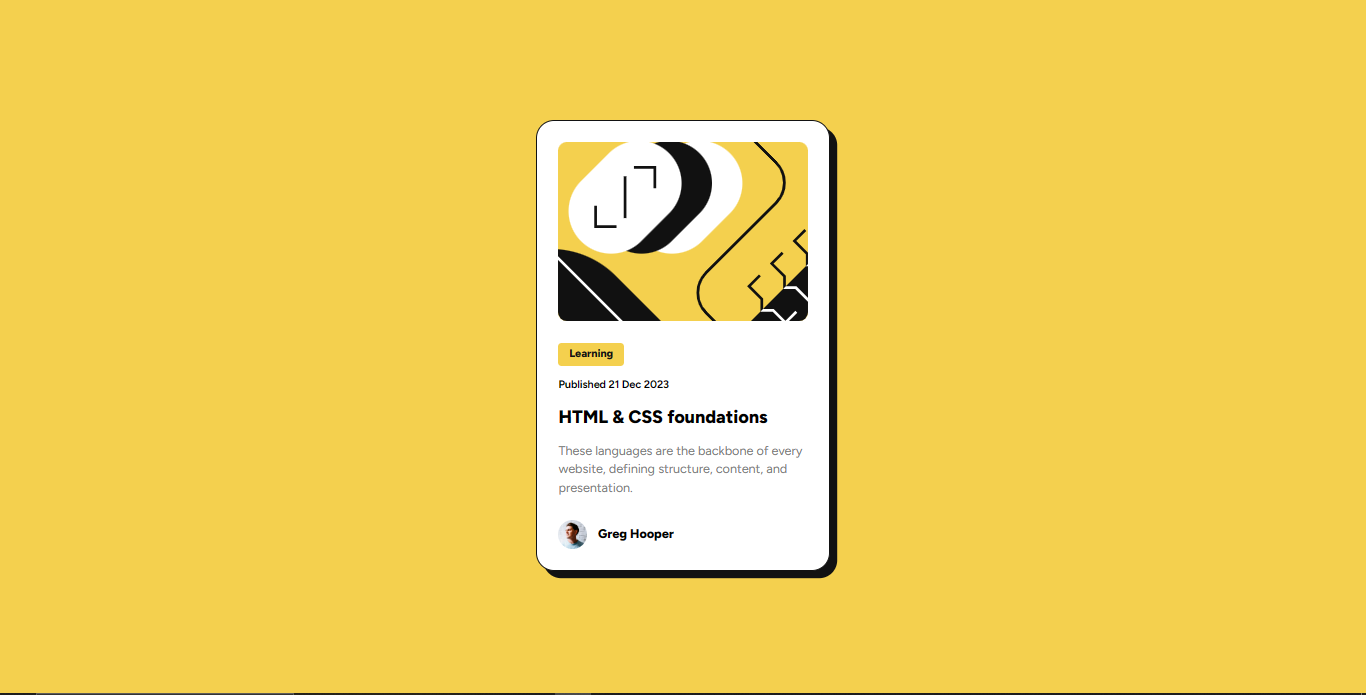 Learning
Published 21 Dec 2023
HTML & CSS foundations
These languages are the backbone of every
website, defining structure, content, and
presentation.
Greg Hooper